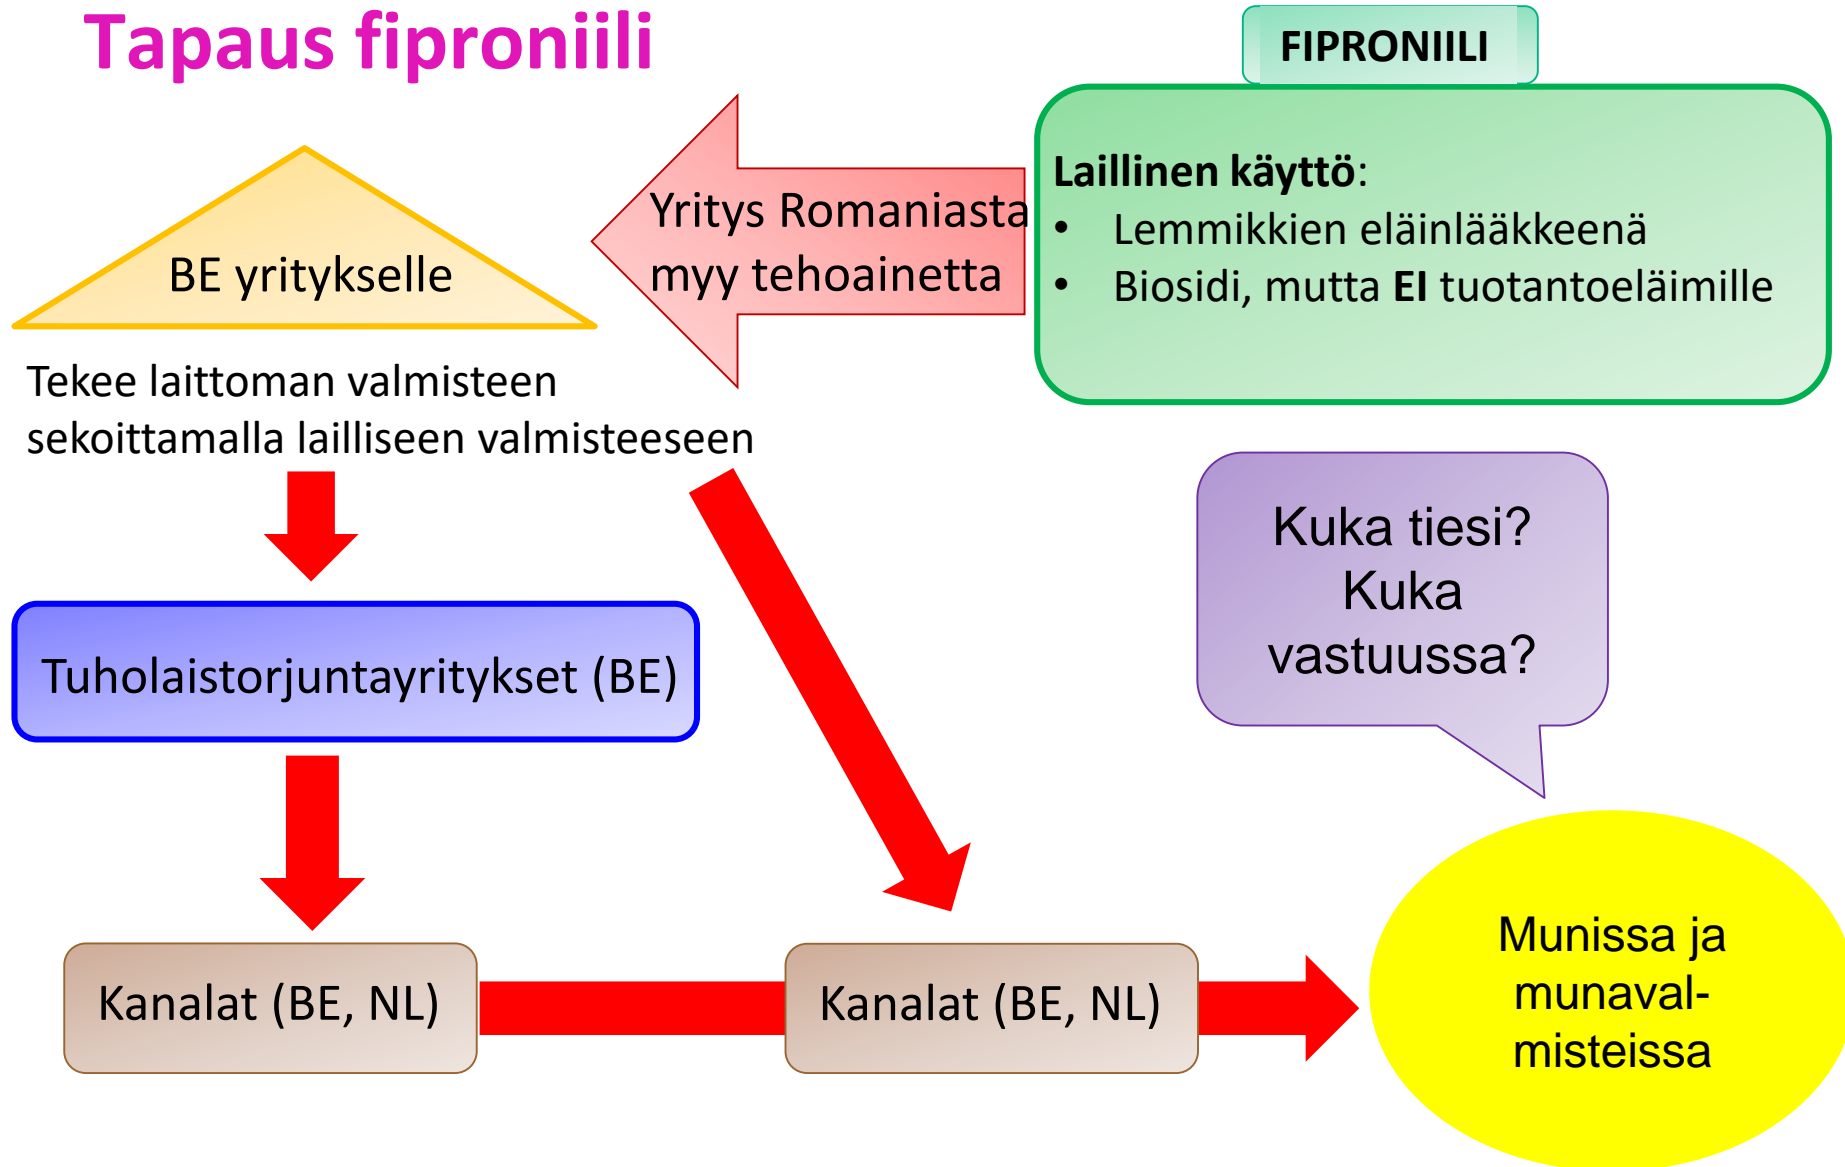 Tapaus fiproniili
FIPRONIILI
Laillinen käyttö:
• Lemmikkien eläinlääkkeenä
• Biosidi, mutta EI tuotantoeläimille
Yritys Romaniasta
myy tehoainetta
BE yritykselle
Tekee laittoman valmisteen
sekoittamalla lailliseen valmisteeseen
Kuka tiesi?
Kuka
vastuussa?
Tuholaistorjuntayritykset (BE)
Kanalat (BE, NL)
Kanalat (BE, NL)
Munissa ja
munaval-
misteissa